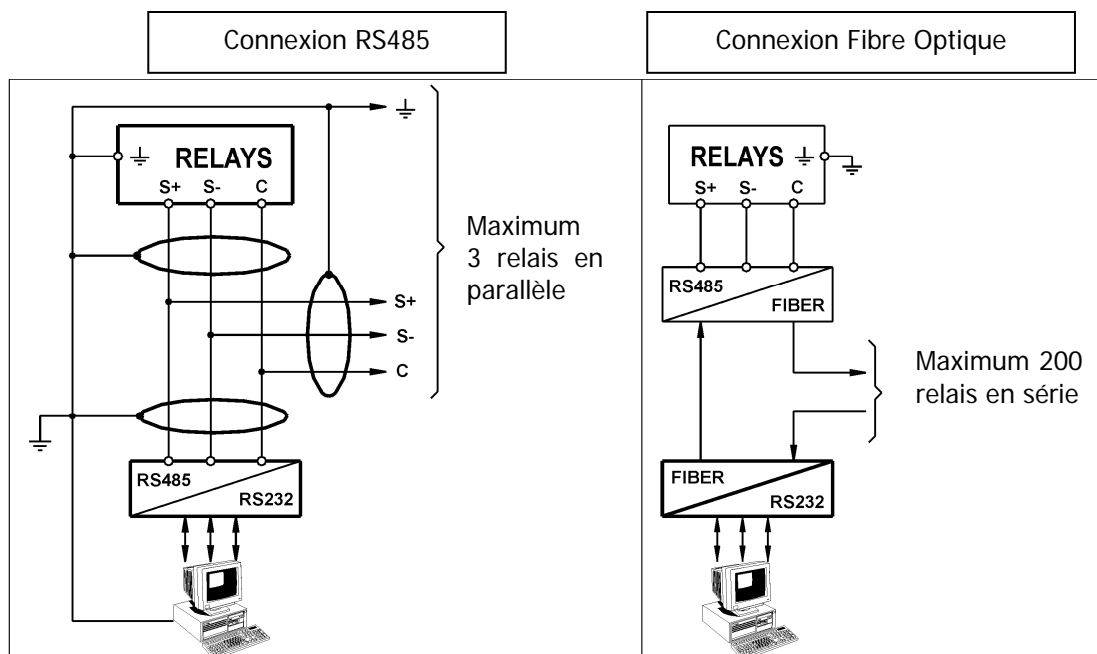 Connexion RS485
RELAYS
S+ S- C
S+
S-
C
Maximum
3 relais en
parallèle
RS485
RS232
Connexion Fibre Optique
RELAYS
S+ S- C
RS485
FIBER
Maximum 200
relais en série
FIBER
RS232